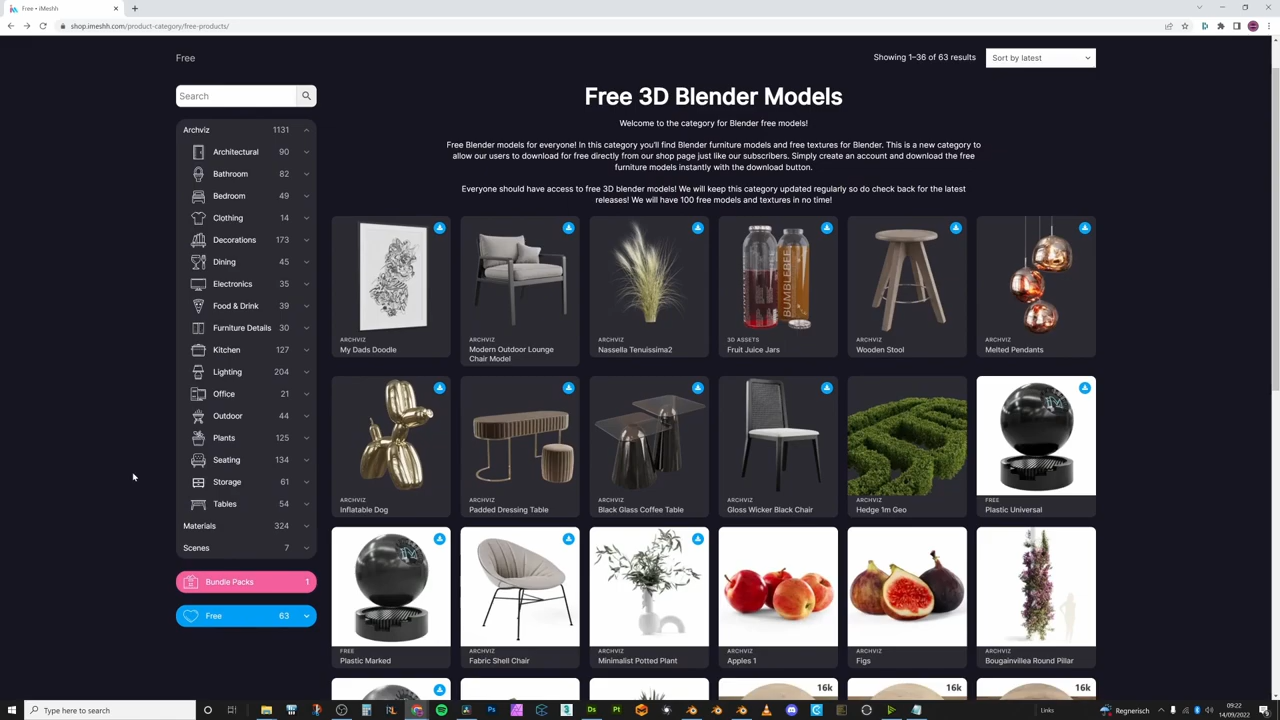 Free • iMeshh
shop.imeshh.com/product-category/free-products/
Free
Showing 1–36 of 63 results
Sort by latest
Search
Archviz 1131
Architectural 90
Bathroom 82
Bedroom 49
Clothing 14
Decorations 173
Dining 45
Electronics 35
Food & Drink 39
Furniture Details 30
Kitchen 127
Lighting 204
Office 21
Outdoor 44
Plants 125
Seating 134
Storage 61
Tables 54
Materials 324
Scenes 7
Bundle Packs 1
Free 63
Free 3D Blender Models
Welcome to the category for Blender free models!
Free Blender models for everyone! In this category you'll find Blender furniture models and free textures for Blender. This is a new category to
allow our users to download for free directly from our shop page just like our subscribers. Simply create an account and download the free
furniture models instantly with the download button.
Everyone should have access to free 3D blender models! We will keep this category updated regularly so do check back for the latest
releases! We will have 100 free models and textures in no time!
BUMBLEBEE
ARCHVIZ
My Dads Doodle
ARCHVIZ
Modern Outdoor Lounge
Chair Model
ARCHVIZ
Nassella Tenuissima2
3D ASSETS
Fruit Juice Jars
ARCHVIZ
Wooden Stool
ARCHVIZ
Melted Pendants
ARCHVIZ
Inflatable Dog
ARCHVIZ
Padded Dressing Table
ARCHVIZ
Black Glass Coffee Table
ARCHVIZ
Gloss Wicker Black Chair
ARCHVIZ
Hedge 1m Geo
FREE
Plastic Universal
FREE
Plastic Marked
ARCHVIZ
Fabric Shell Chair
ARCHVIZ
Minimalist Potted Plant
ARCHVIZ
Apples 1
ARCHVIZ
Figs
ARCHVIZ
Bougainvillea Round Pillar
16k
16k
16k
Type here to search
Links
Regnerisch
09:22
14/09/2022